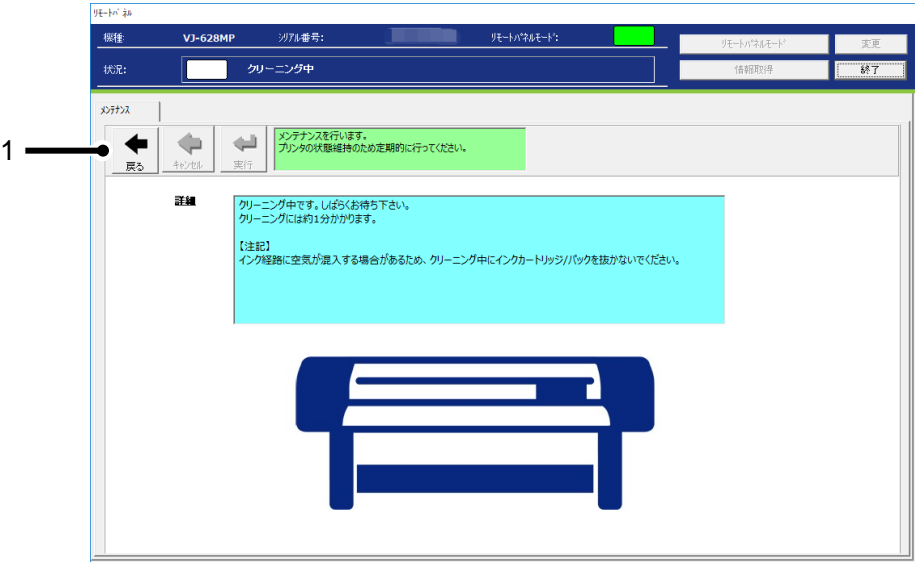 ﾘﾓｰﾄﾊﾟﾈﾙ
機種: VJ-628MP ｼﾘｱﾙ番号: ﾘﾓｰﾄﾊﾟﾈﾙﾓｰﾄﾞ:
ﾘﾓｰﾄﾊﾟﾈﾙﾓｰﾄﾞ 変更
状況: クリーニング中
情報取得 終了
ﾒﾝﾃﾅﾝｽ
1
戻る ｷｬﾝｾﾙ 実行
メンテナンスを行います。
プリンタの状態維持のため定期的に行ってください。
詳細
クリーニング中です。しばらくお待ち下さい。
クリーニングには約1分かかります。
【注記】
インク経路に空気が混入する場合があるため、クリーニング中にインクカートリッジ/パックを抜かないでください。